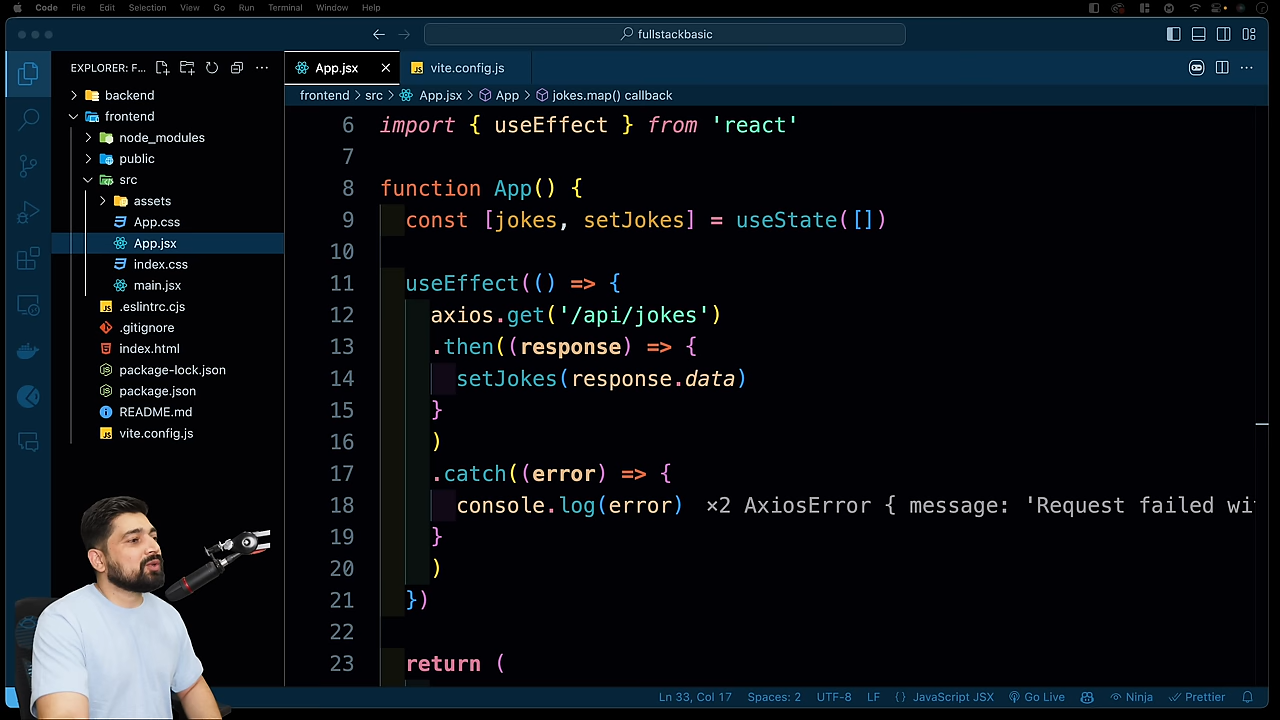 Code File Edit Selection View Go Run Terminal Window Help
fullstackbasic
EXPLORER: F...
App.jsx
vite.config.js
frontend > src > App.jsx > App > jokes.map() callback
backend
frontend
node_modules
public
src
assets
App.css
App.jsx
index.css
main.jsx
.eslintrc.cjs
.gitignore
index.html
package-lock.json
package.json
README.md
vite.config.js
6 import { useEffect } from 'react'
7
8 function App() {
9 const [jokes, setJokes] = useState([])
10
11 useEffect(() => {
12 axios.get('/api/jokes')
13 .then((response) => {
14 setJokes(response.data)
15 }
16 )
17 .catch((error) => {
18 console.log(error) ×2 AxiosError { message: 'Request failed wi
19 }
20 )
21 })
22
23 return (
Ln 33, Col 17 Spaces: 2 UTF-8 LF {} JavaScript JSX Go Live Ninja Prettier